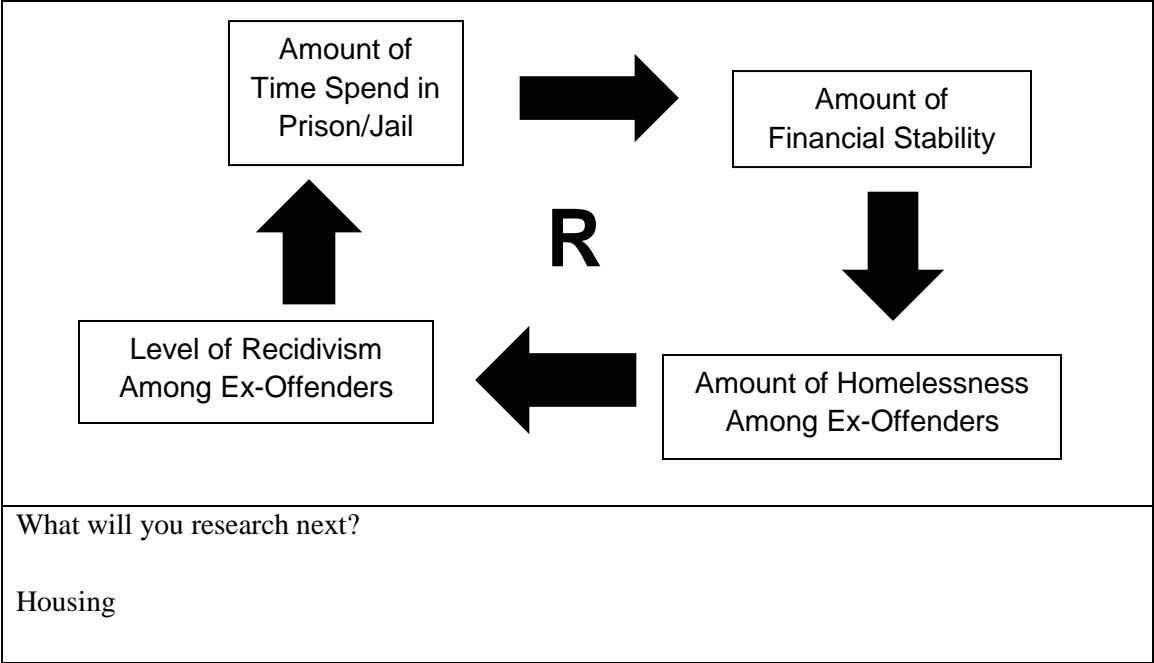 Amount of
Time Spend in
Prison/Jail
Amount of
Financial Stability
R
Level of Recidivism
Among Ex-Offenders
Amount of Homelessness
Among Ex-Offenders
What will you research next?
Housing